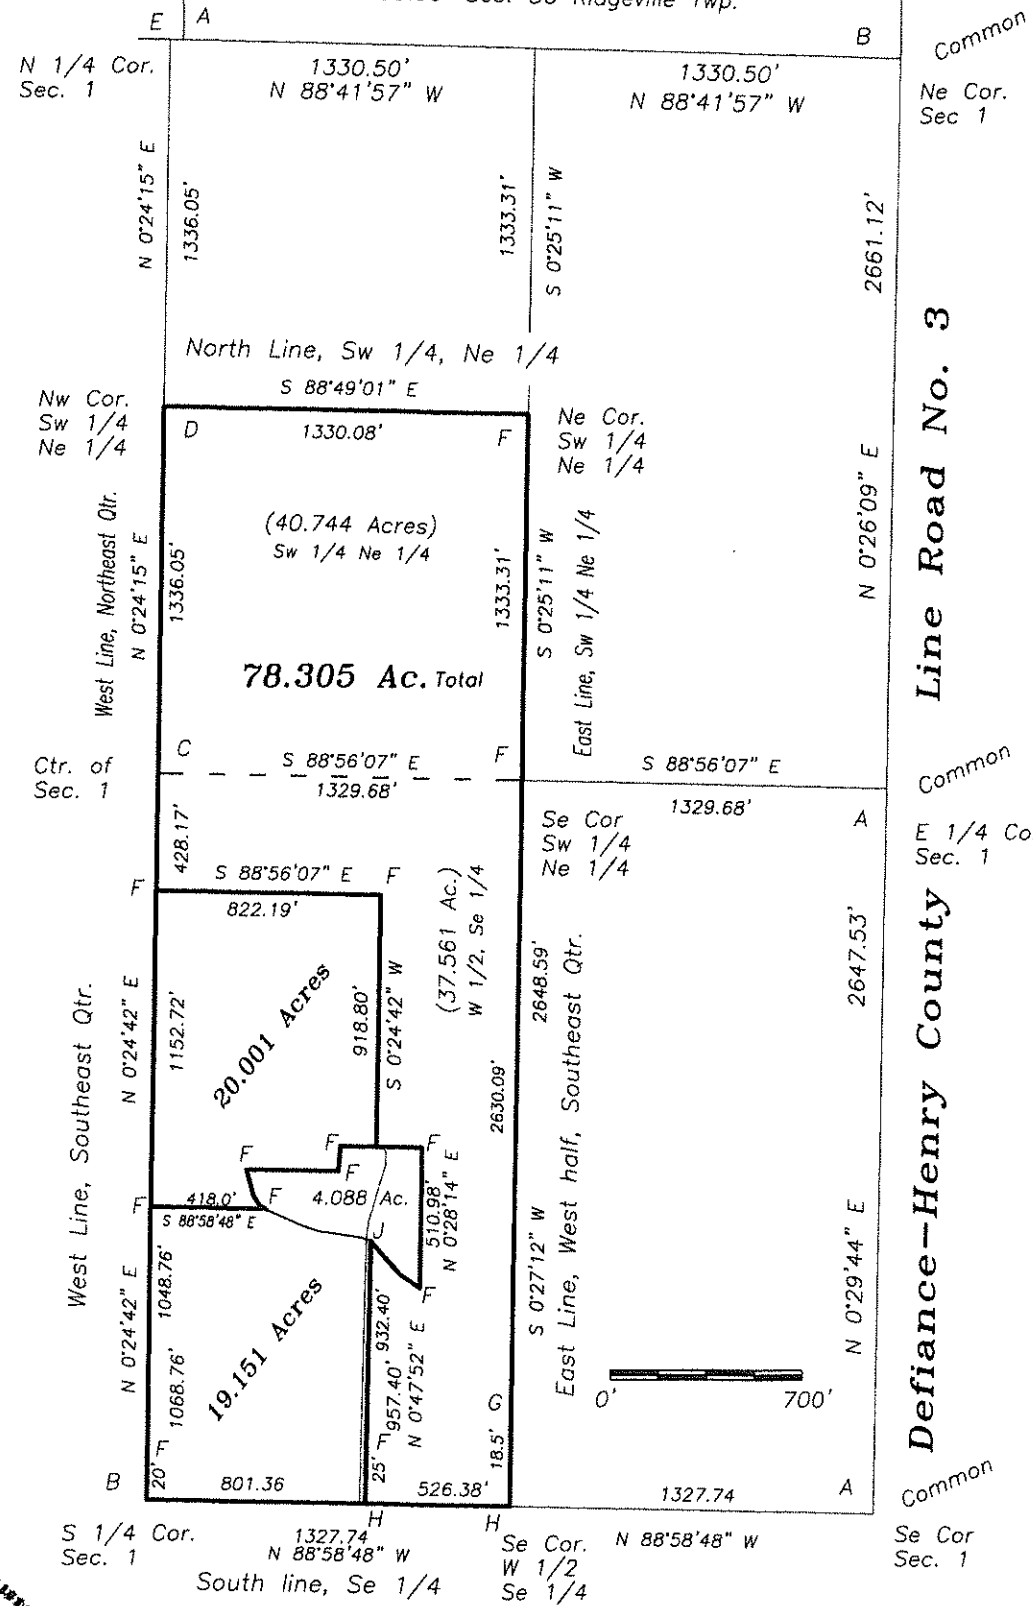 Ridgeville Twp.
E
A
B
Common
N 1/4 Cor.
Sec. 1
1330.50'
N 88°41'57" W
1330.50'
N 88°41'57" W
Ne Cor.
Sec 1
N 0°24'15" E
1336.05'
1333.31'
S 0°25'11" W
2661.12'
North Line, Sw 1/4, Ne 1/4
S 88°49'01" E
Nw Cor.
Sw 1/4
Ne 1/4
D
1330.08'
F
Ne Cor.
Sw 1/4
Ne 1/4
Line Road No. 3
West Line, Northeast Qtr.
N 0°24'15" E
1336.05'
(40.744 Acres)
Sw 1/4 Ne 1/4
1333.31'
S 0°25'11" W
East Line, Sw 1/4 Ne 1/4
N 0°26'09" E
78.305 Ac. Total
Ctr. of
Sec. 1
C
S 88°56'07" E
F
1329.68'
S 88°56'07" E
1329.68'
A
Common
E 1/4 Co
Sec. 1
Se Cor
Sw 1/4
Ne 1/4
428.17'
F
S 88°56'07" E
F
822.19'
(37.561 Ac.)
W 1/2, Se 1/4
West Line, Southeast Qtr.
N 0°24'42" E
1152.72'
20.001 Acres
918.80'
S 0°24'42" W
2630.09'
2648.59'
East Line, West half, Southeast Qtr.
S 0°27'12" W
2647.53'
N 0°29'44" E
Defiance-Henry County
F
F
F
F
F
418.0'
F
S 88°58'48" E
4.088 Ac.
J
510.98'
N 0°28'14" E
F
N 0°24'42" E
1048.76'
1068.76'
19.151 Acres
932.40'
957.40'
N 0°47'52" E
0'
700'
G
B
20'
F
801.36
25'
F
526.38'
18.5'
1327.74
A
Common
H
H
S 1/4 Cor.
Sec. 1
1327.74
N 88°58'48" W
South line, Se 1/4
Se Cor.
W 1/2
Se 1/4
N 88°58'48" W
Se Cor
Sec. 1